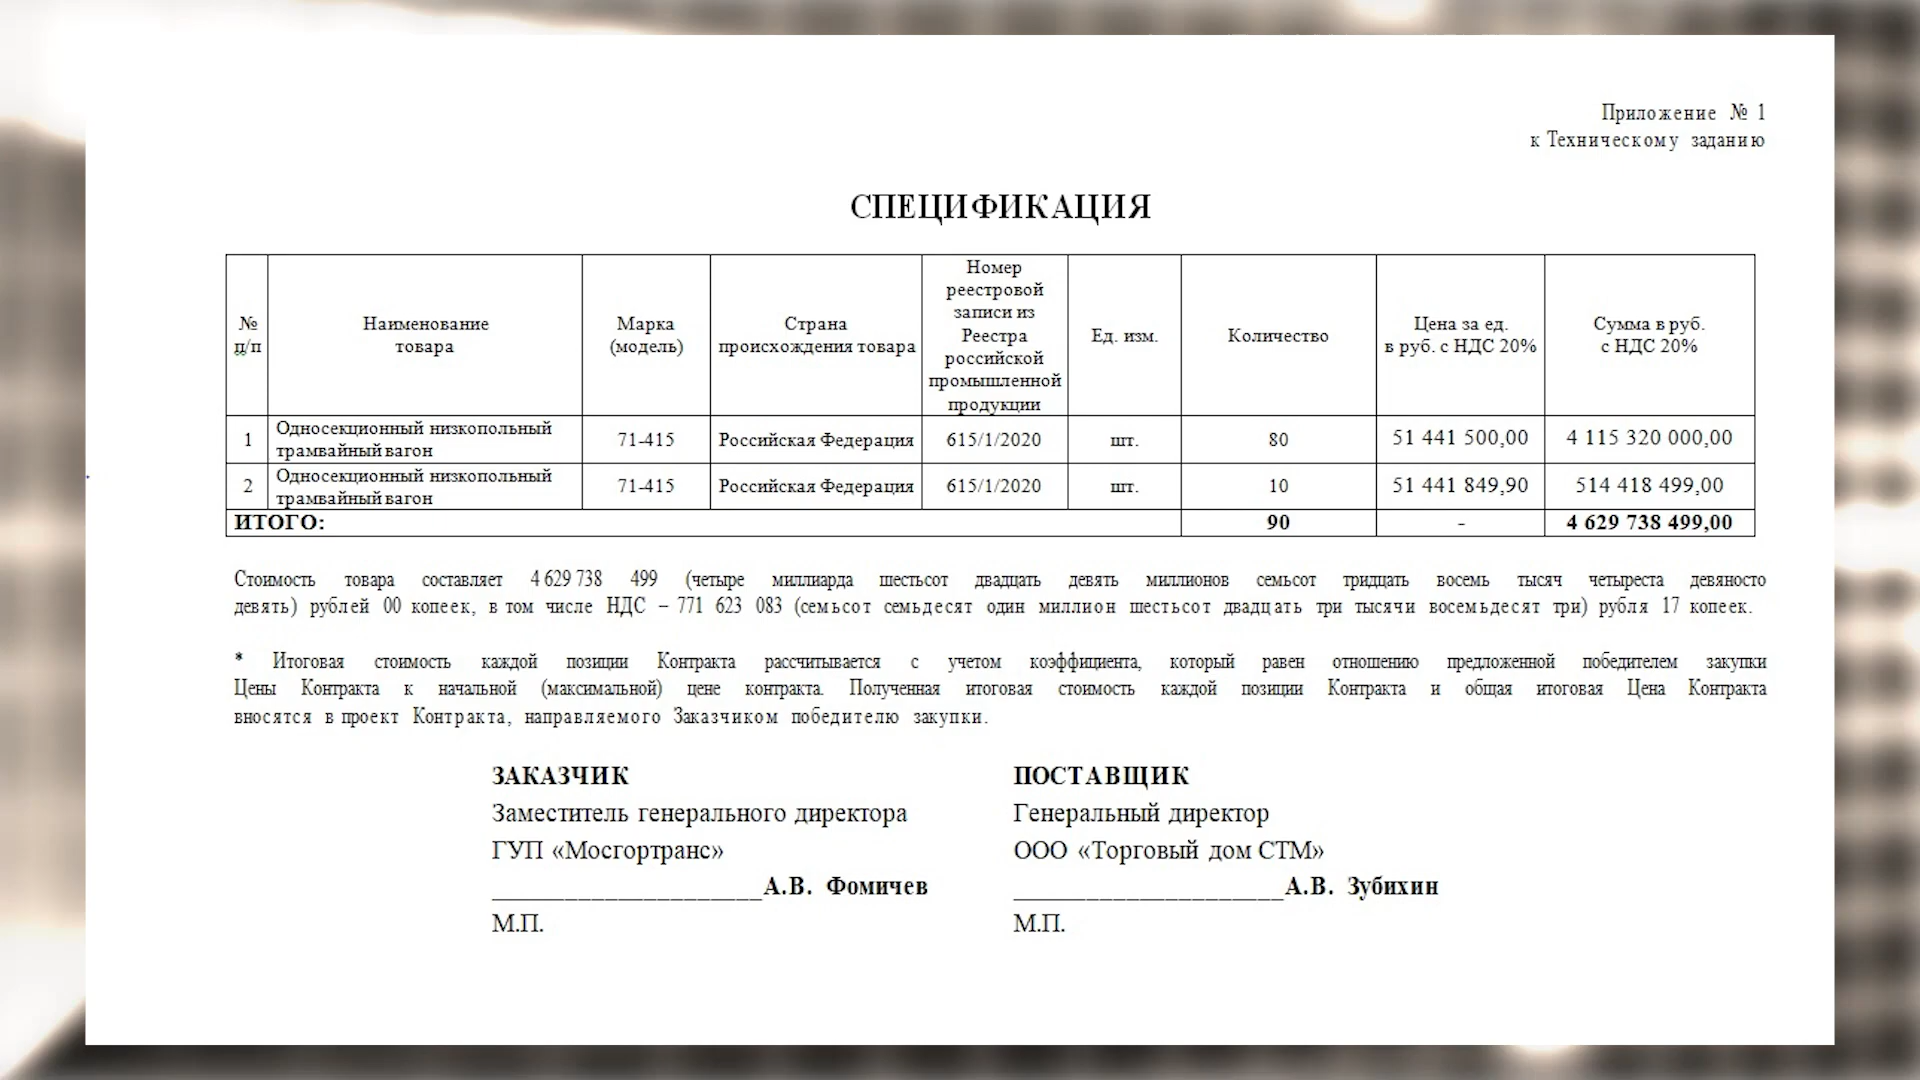 Приложение № 1
к Техническому заданию
СПЕЦИФИКАЦИЯ
№ п/п
Наименование товара
Марка (модель)
Страна происхождения товара
Номер реестровой записи из Реестра российской промышленной продукции
Ед. изм.
Количество
Цена за ед. в руб. с НДС 20%
Сумма в руб. с НДС 20%
1
Односекционный низкопольный трамвайный вагон
71-415
Российская Федерация
615/1/2020
шт.
80
51 441 500,00
4 115 320 000,00
2
Односекционный низкопольный трамвайный вагон
71-415
Российская Федерация
615/1/2020
шт.
10
51 441 849,90
514 418 499,00
ИТОГО:
90
-
4 629 738 499,00
Стоимость товара составляет 4 629 738 499 (четыре миллиарда шестьсот двадцать девять миллионов семьсот тридцать восемь тысяч четыреста девяносто
девять) рублей 00 копеек, в том числе НДС – 771 623 083 (семьсот семьдесят один миллион шестьсот двадцать три тысячи восемьдесят три) рубля 17 копеек.
* Итоговая стоимость каждой позиции Контракта рассчитывается с учетом коэффициента, который равен отношению предложенной победителем закупки
Цены Контракта к начальной (максимальной) цене контракта. Полученная итоговая стоимость каждой позиции Контракта и общая итоговая Цена Контракта
вносятся в проект Контракта, направляемого Заказчиком победителю закупки.
ЗАКАЗЧИК
Заместитель генерального директора
ГУП «Мосгортранс»
______________________А.В. Фомичев
М.П.
ПОСТАВЩИК
Генеральный директор
ООО «Торговый дом СТМ»
______________________А.В. Зубихин
М.П.